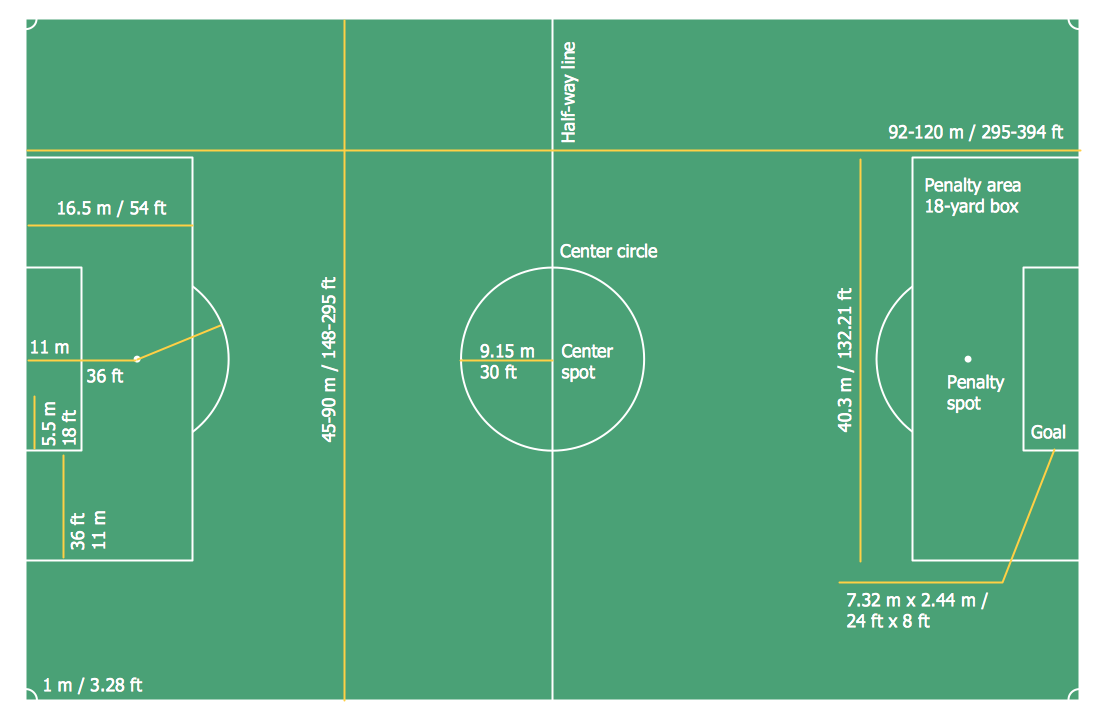 Half-way line
92-120 m / 295-394 ft
16.5 m / 54 ft
Penalty area
18-yard box
Center circle
45-90 m / 148-295 ft
40.3 m / 132.21 ft
11 m
36 ft
9.15 m
30 ft
Center
spot
Penalty
spot
5.5 m
18 ft
Goal
36 ft
11 m
7.32 m x 2.44 m /
24 ft x 8 ft
1 m / 3.28 ft